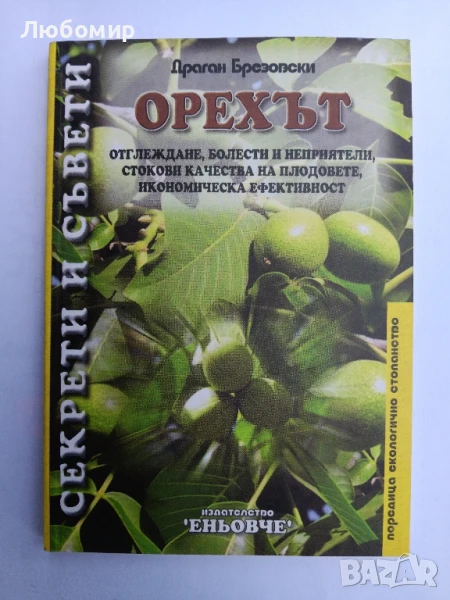 Любомир
Драган Брезовски
ОРЕХЪТ
ОТГЛЕЖДАНЕ, БОЛЕСТИ И НЕПРИЯТЕЛИ,
СТОКОВИ КАЧЕСТВА НА ПЛОДОВЕТЕ,
ИКОНОМИЧЕСКА ЕФЕКТИВНОСТ
СЕКРЕТИ И СЪВЕТИ
поредица екологично стопанство
издателство
'ЕНЬОВЧЕ'
BAZAR